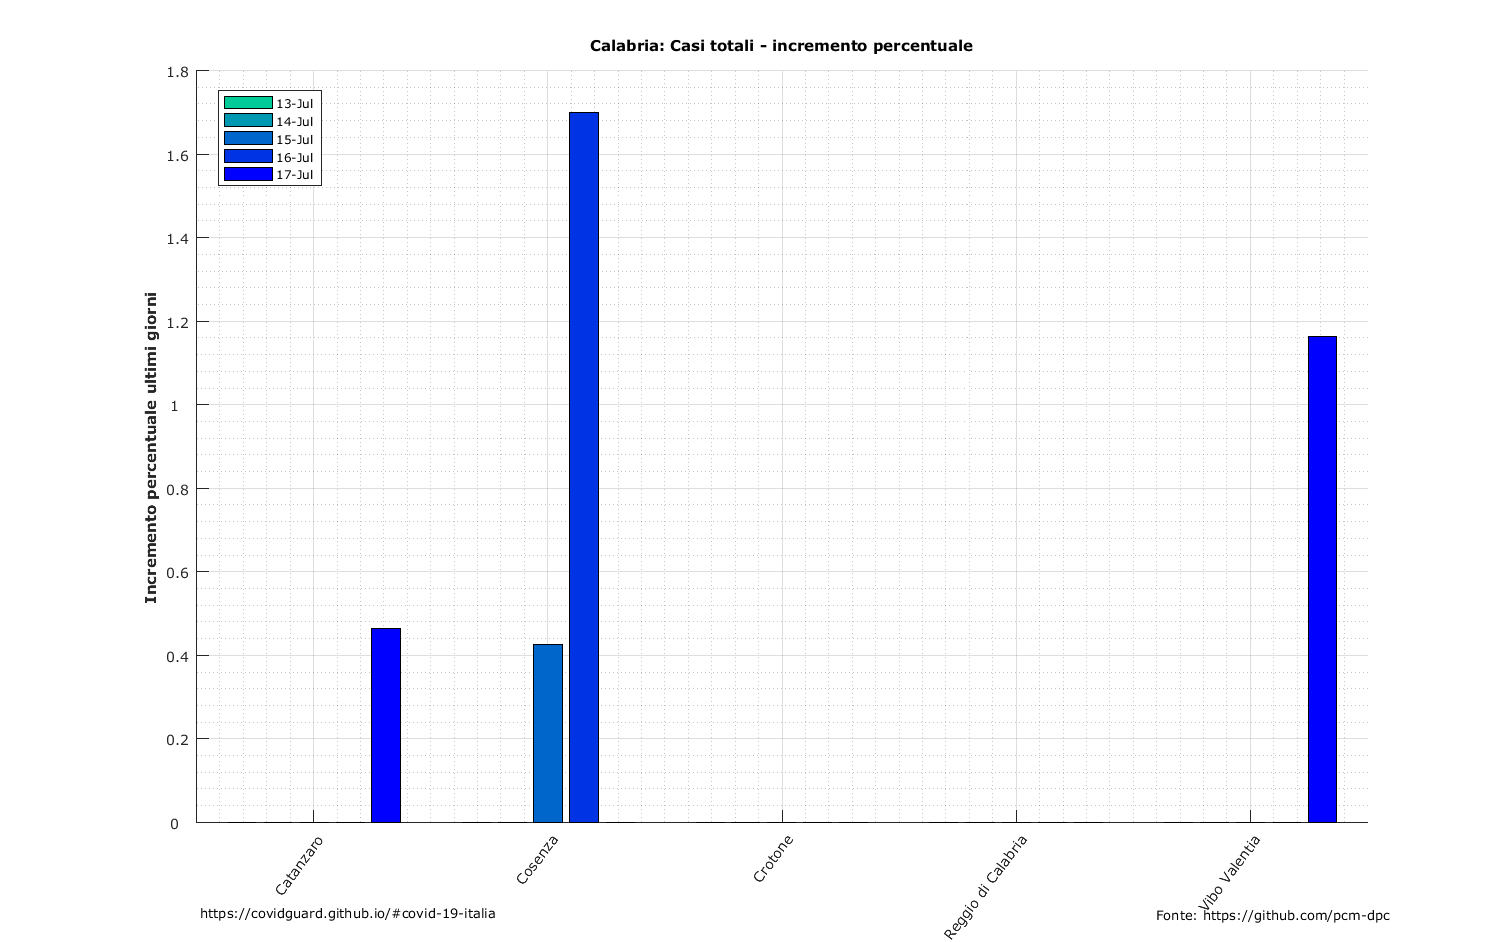 Calabria: Casi totali - incremento percentuale
1.8
1.6
1.4
1.2
1
0.8
0.6
0.4
0.2
0
Incremento percentuale ultimi giorni
13-Jul
14-Jul
15-Jul
16-Jul
17-Jul
Catanzaro
Cosenza
Crotone
Reggio di Calabria
Vibo Valentia
https://covidguard.github.io/#covid-19-italia
Fonte: https://github.com/pcm-dpc